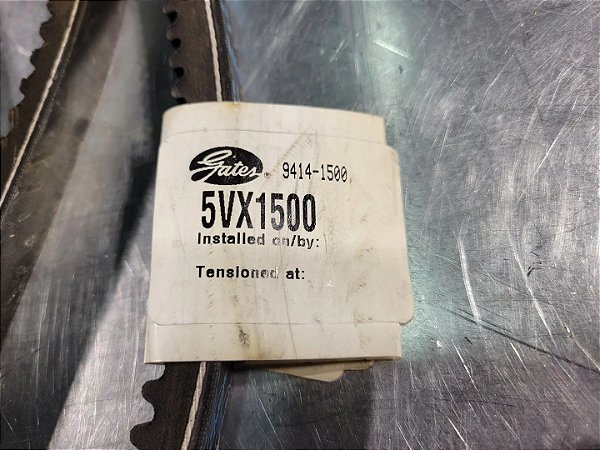 Gates 9414-1500
5VX1500
Installed on/by:
Tensioned at: